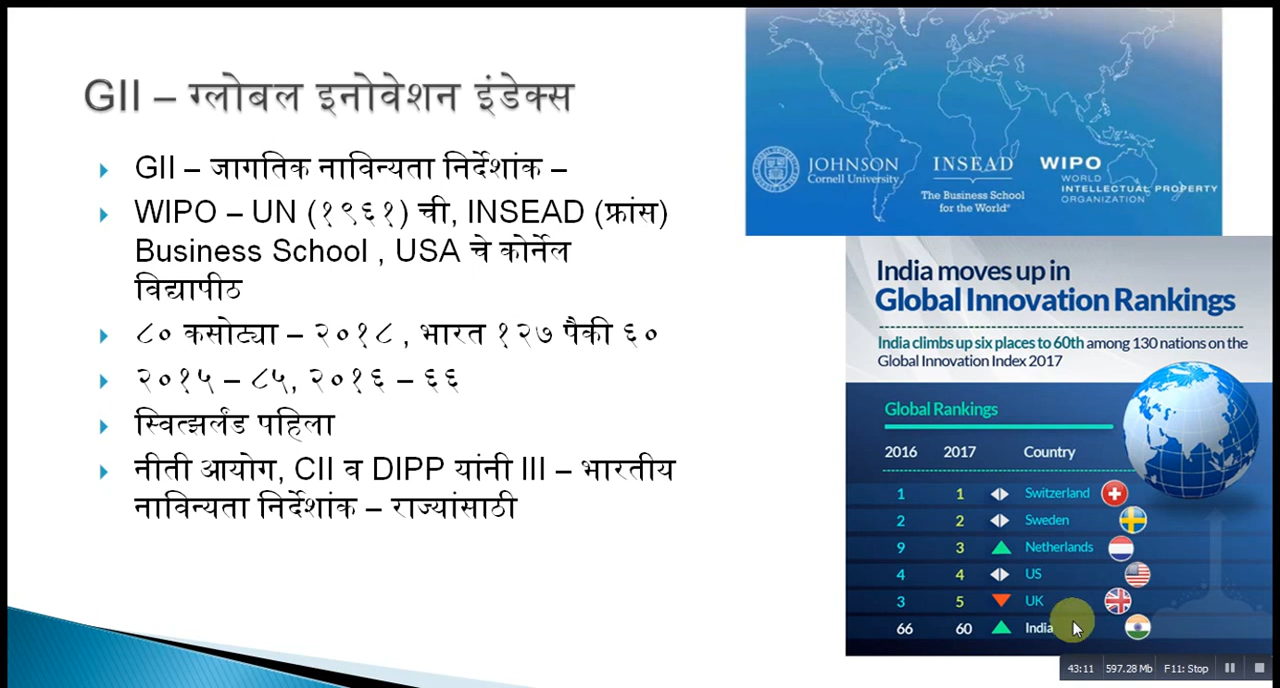 GII – ग्लोबल इनोवेशन इंडेक्स
GII – जागतिक नाविन्यता निर्देशांक –
WIPO – UN (१९६१) ची, INSEAD (फ्रांस)
Business School , USA चे कोर्नेल
विद्यापीठ
८० कसोट्या – २०१८ , भारत १२७ पैकी ६०
२०१५ – ८५, २०१६ – ६६
स्वित्झर्लंड पहिला
नीती आयोग, CII व DIPP यांनी III – भारतीय
नाविन्यता निर्देशांक – राज्यांसाठी
JOHNSON
Cornell University
INSEAD
The Business School
for the World®
WIPO
WORLD
INTELLECTUAL PROPERTY
ORGANIZATION
India moves up in
Global Innovation Rankings
India climbs up six places to 60th among 130 nations on the
Global Innovation Index 2017
Global Rankings
2016 2017 Country
1 1 Switzerland
2 2 Sweden
9 3 Netherlands
4 4 US
3 5 UK
66 60 India
43:11 597.28 Mb F11: Stop